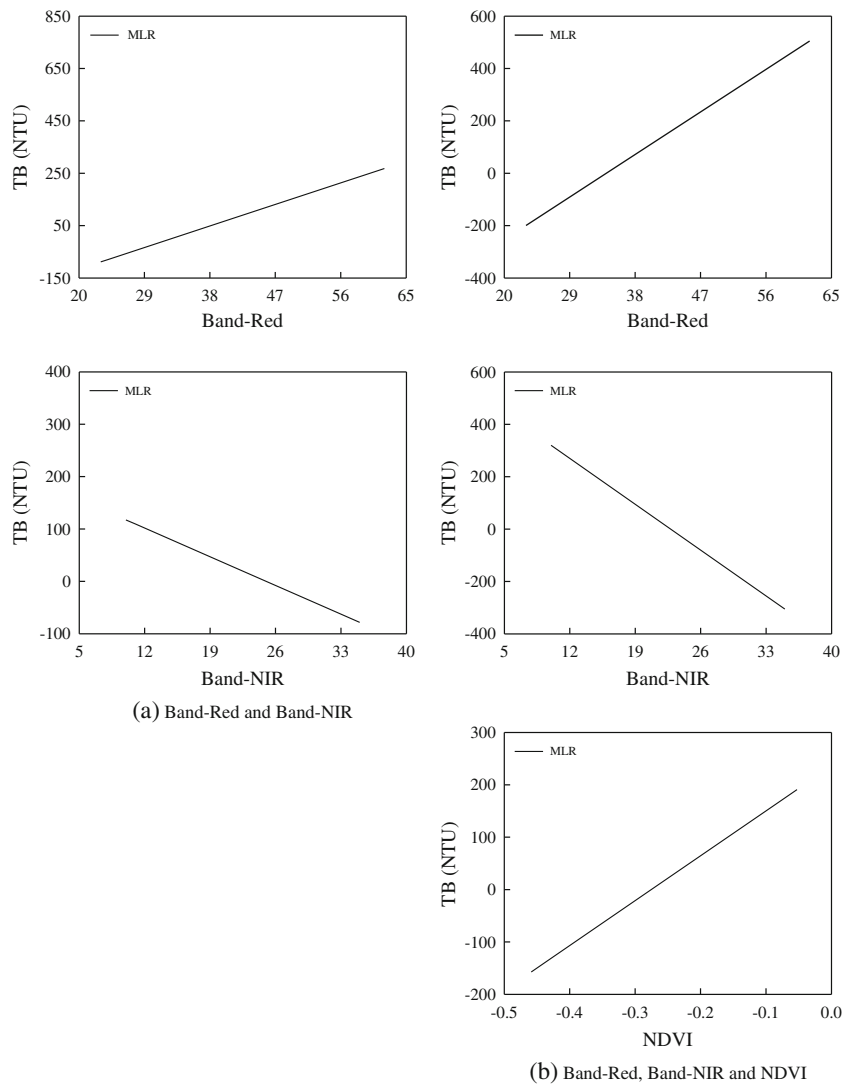 850
650
450
250
50
-150
TB (NTU)
MLR
20 29 38 47 56 65
Band-Red
600
400
200
0
-200
-400
TB (NTU)
MLR
20 29 38 47 56 65
Band-Red
400
300
200
100
0
-100
TB (NTU)
MLR
5 12 19 26 33 40
Band-NIR
(a) Band-Red and Band-NIR
600
400
200
0
-200
-400
TB (NTU)
MLR
5 12 19 26 33 40
Band-NIR
300
200
100
0
-100
-200
TB (NTU)
MLR
-0.5 -0.4 -0.3 -0.2 -0.1 0.0
NDVI
(b) Band-Red, Band-NIR and NDVI